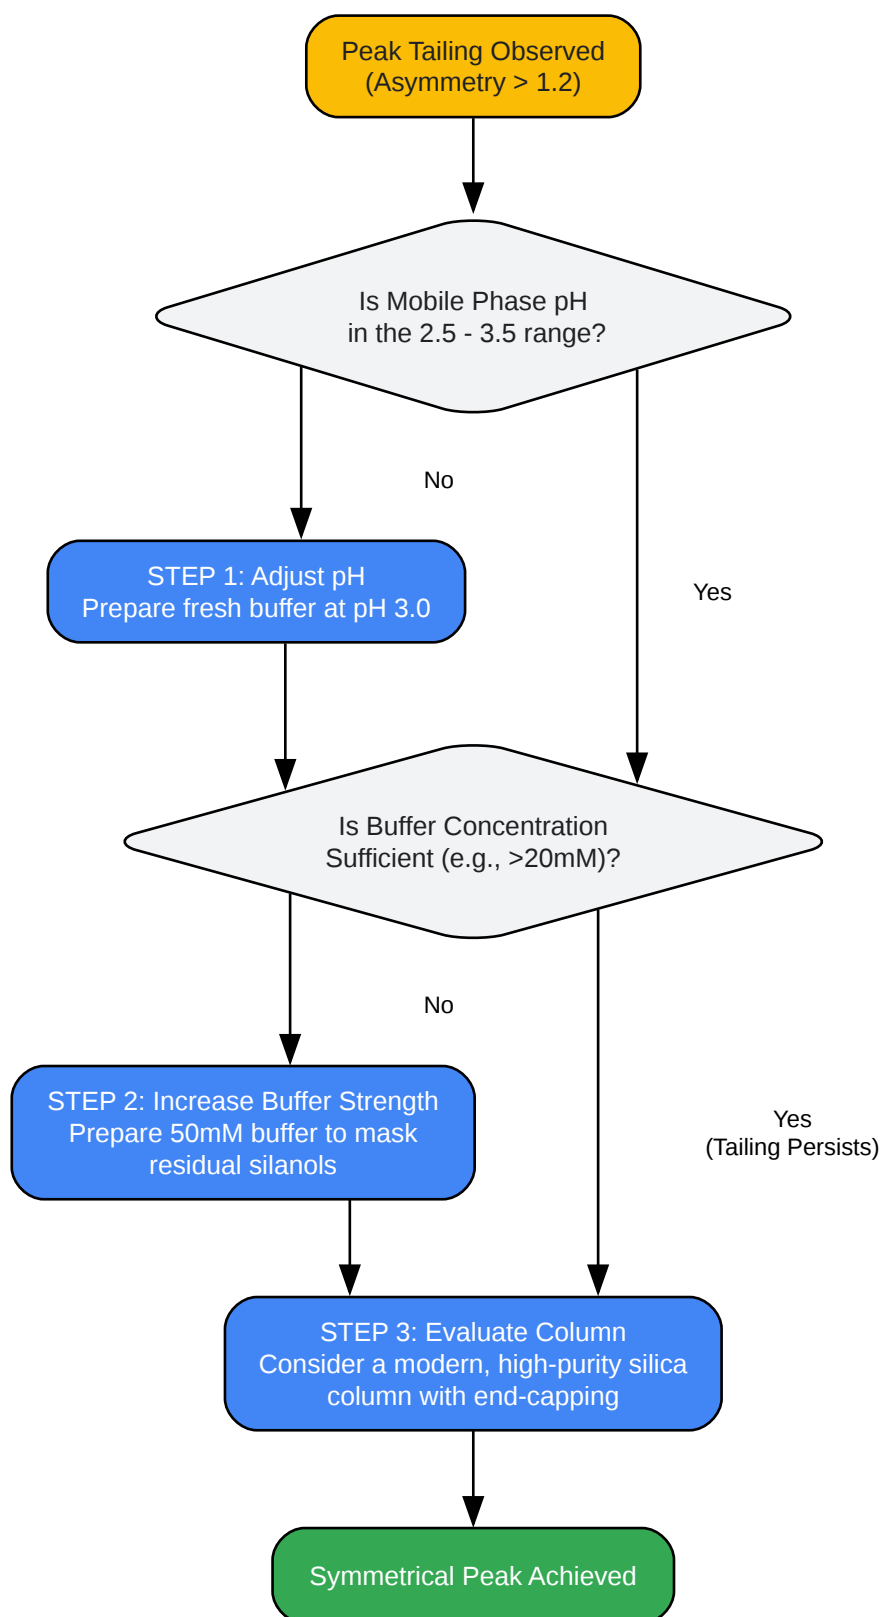 Peak Tailing Observed
(Asymmetry > 1.2)
Is Mobile Phase pH
in the 2.5 - 3.5 range?
No
STEP 1: Adjust pH
Prepare fresh buffer at pH 3.0
Yes
Is Buffer Concentration
Sufficient (e.g., >20mM)?
No
STEP 2: Increase Buffer Strength
Prepare 50mM buffer to mask
residual silanols
Yes
(Tailing Persists)
STEP 3: Evaluate Column
Consider a modern, high-purity silica
column with end-capping
Symmetrical Peak Achieved